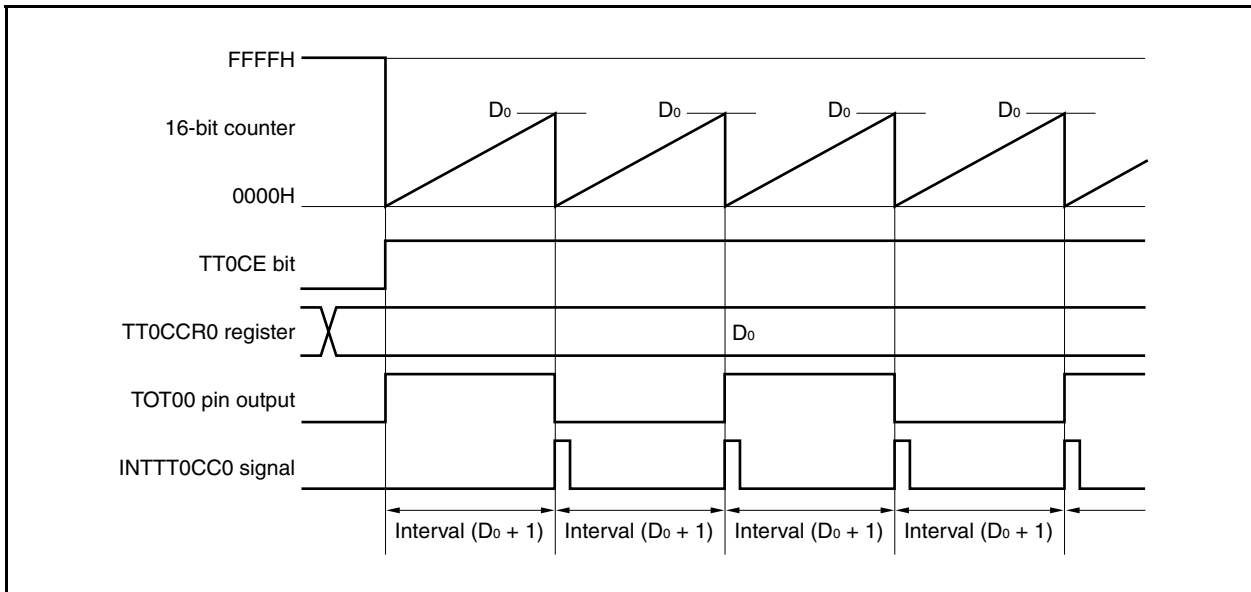 FFFFH
D0 D0 D0 D0
16-bit counter
0000H
TT0CE bit
TT0CCR0 register
D0
TOT00 pin output
INTTT0CC0 signal
Interval (D0 + 1) Interval (D0 + 1) Interval (D0 + 1) Interval (D0 + 1)